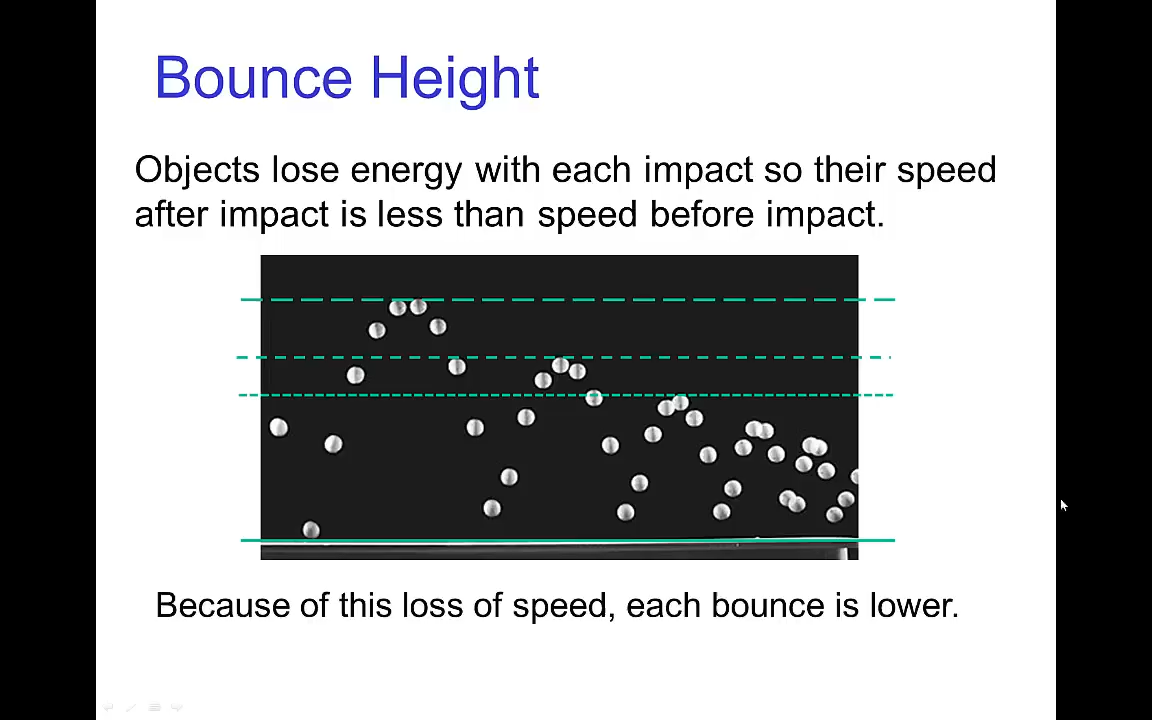 Bounce Height
Objects lose energy with each impact so their speed
after impact is less than speed before impact.
Because of this loss of speed, each bounce is lower.